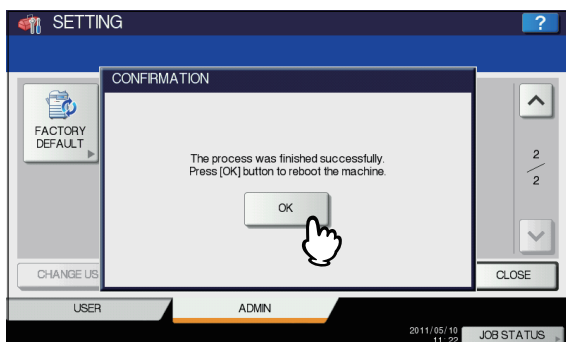 SETTING
?
CONFIRMATION
FACTORY
DEFAULT
The process was finished successfully.
Press [OK] button to reboot the machine.
OK
2
2
CHANGE US
CLOSE
USER
ADMIN
2011/05/10
11:22
JOB STATUS